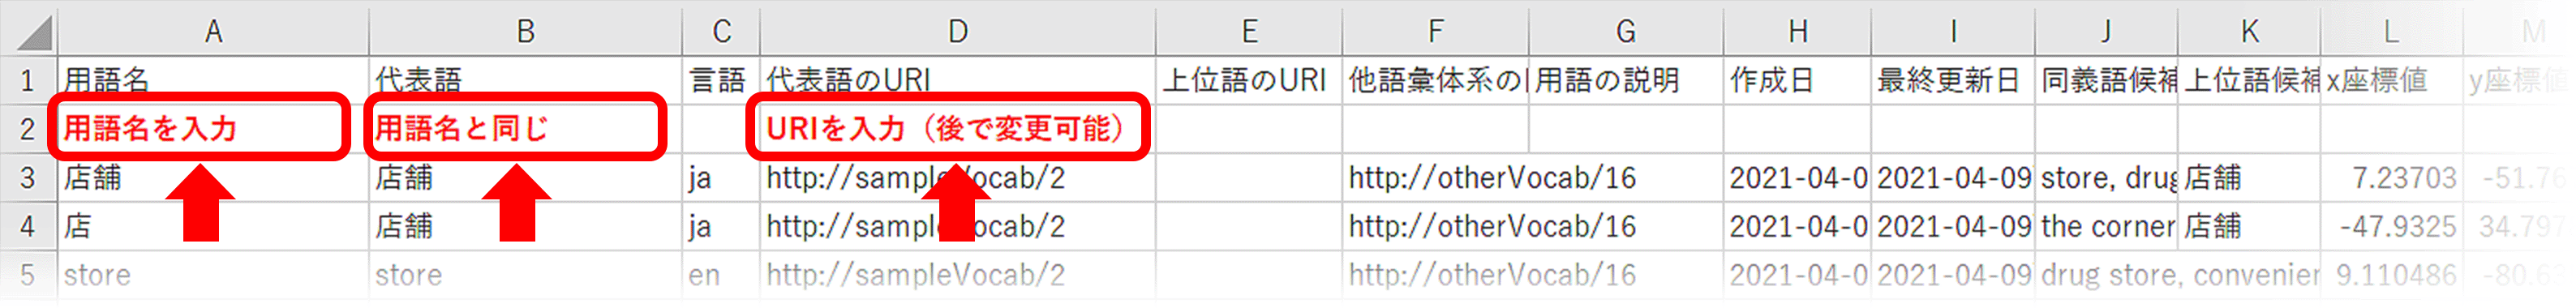 A B C D E F G H I J K L M
1 用語名 代表語 言語 代表語のURI 上位語のURI 他語彙体系の 用語の説明 作成日 最終更新日 同義語候補 上位語候補 x座標値 y座標値
2 用語名を入力 用語名と同じ URIを入力（後で変更可能）
3 店舗 店舗 ja http://sampleVocab/2 http://otherVocab/16 2021-04-0 2021-04-09 store, drug 店舗 7.23703 -51.76
4 店 店舗 ja http://sampleVocab/2 http://otherVocab/16 2021-04-0 2021-04-09 the corner 店舗 -47.9325 34.797
5 store store en http://sampleVocab/2 http://otherVocab/16 2021-04-0 2021-04-09 drug store, convenien 9.110486 -80.62